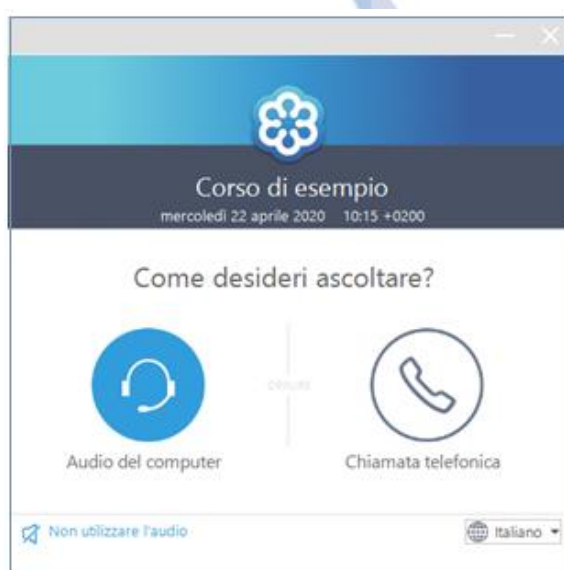 Corso di esempio
mercoledì 22 aprile 2020 10:15 +0200
Come desideri ascoltare?
Audio del computer
Chiamata telefonica
Non utilizzare l'audio
Italiano